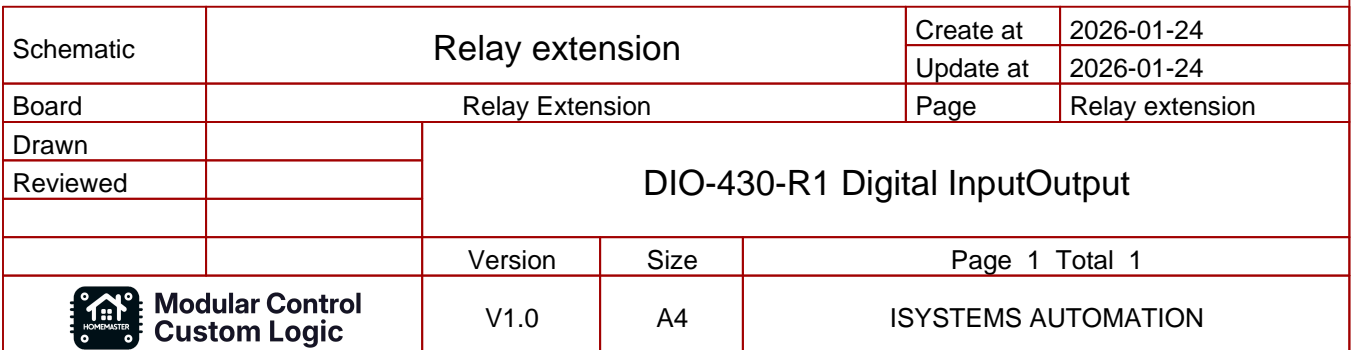 Schematic
Relay extension
Create at
2026-01-24
Update at
2026-01-24
Board
Relay Extension
Page
Relay extension
Drawn
Reviewed
DIO-430-R1 Digital InputOutput
Version
Size
Page 1 Total 1
HOMEMASTER
Modular Control
Custom Logic
V1.0
A4
ISYSTEMS AUTOMATION